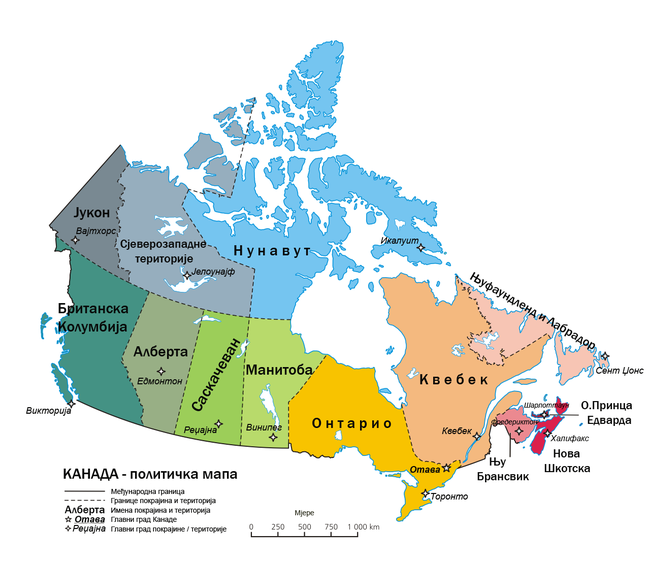 Јукон
Вајтхорс
Сјеверозападне
територије
Јелоунајф
Нунавут
Икалуит
Британска
Колумбија
Викторија
Алберта
Едмонтон
Саскачеван
Реџајна
Манитоба
Винипег
Онтарио
Отава
Торонто
Квебек
Квебек
Њуфаундленд и Лабрадор
Сент Џонс
Шарлоттаун
О.Принца
Едварда
Фредериктон
Халифакс
Нова
Шкотска
Њу
Брансвик
КАНАДА - политичка мапа
Међународна граница
Границе покрајина и територија
Алберта Имена покрајина и територија
Отава Главни град Канаде
Реџајна Главни град покрајине / територије
Мјере
0 250 500 750 1 000 km